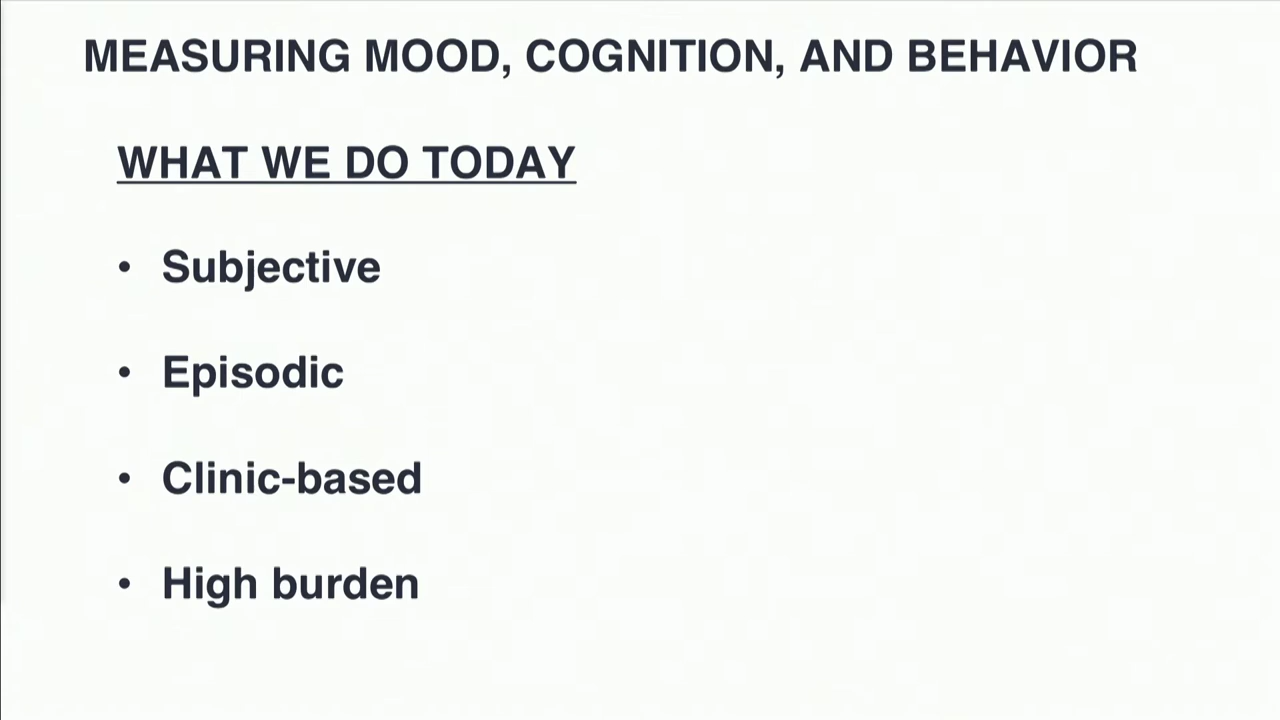 MEASURING MOOD, COGNITION, AND BEHAVIOR
WHAT WE DO TODAY
• Subjective
• Episodic
• Clinic-based
• High burden